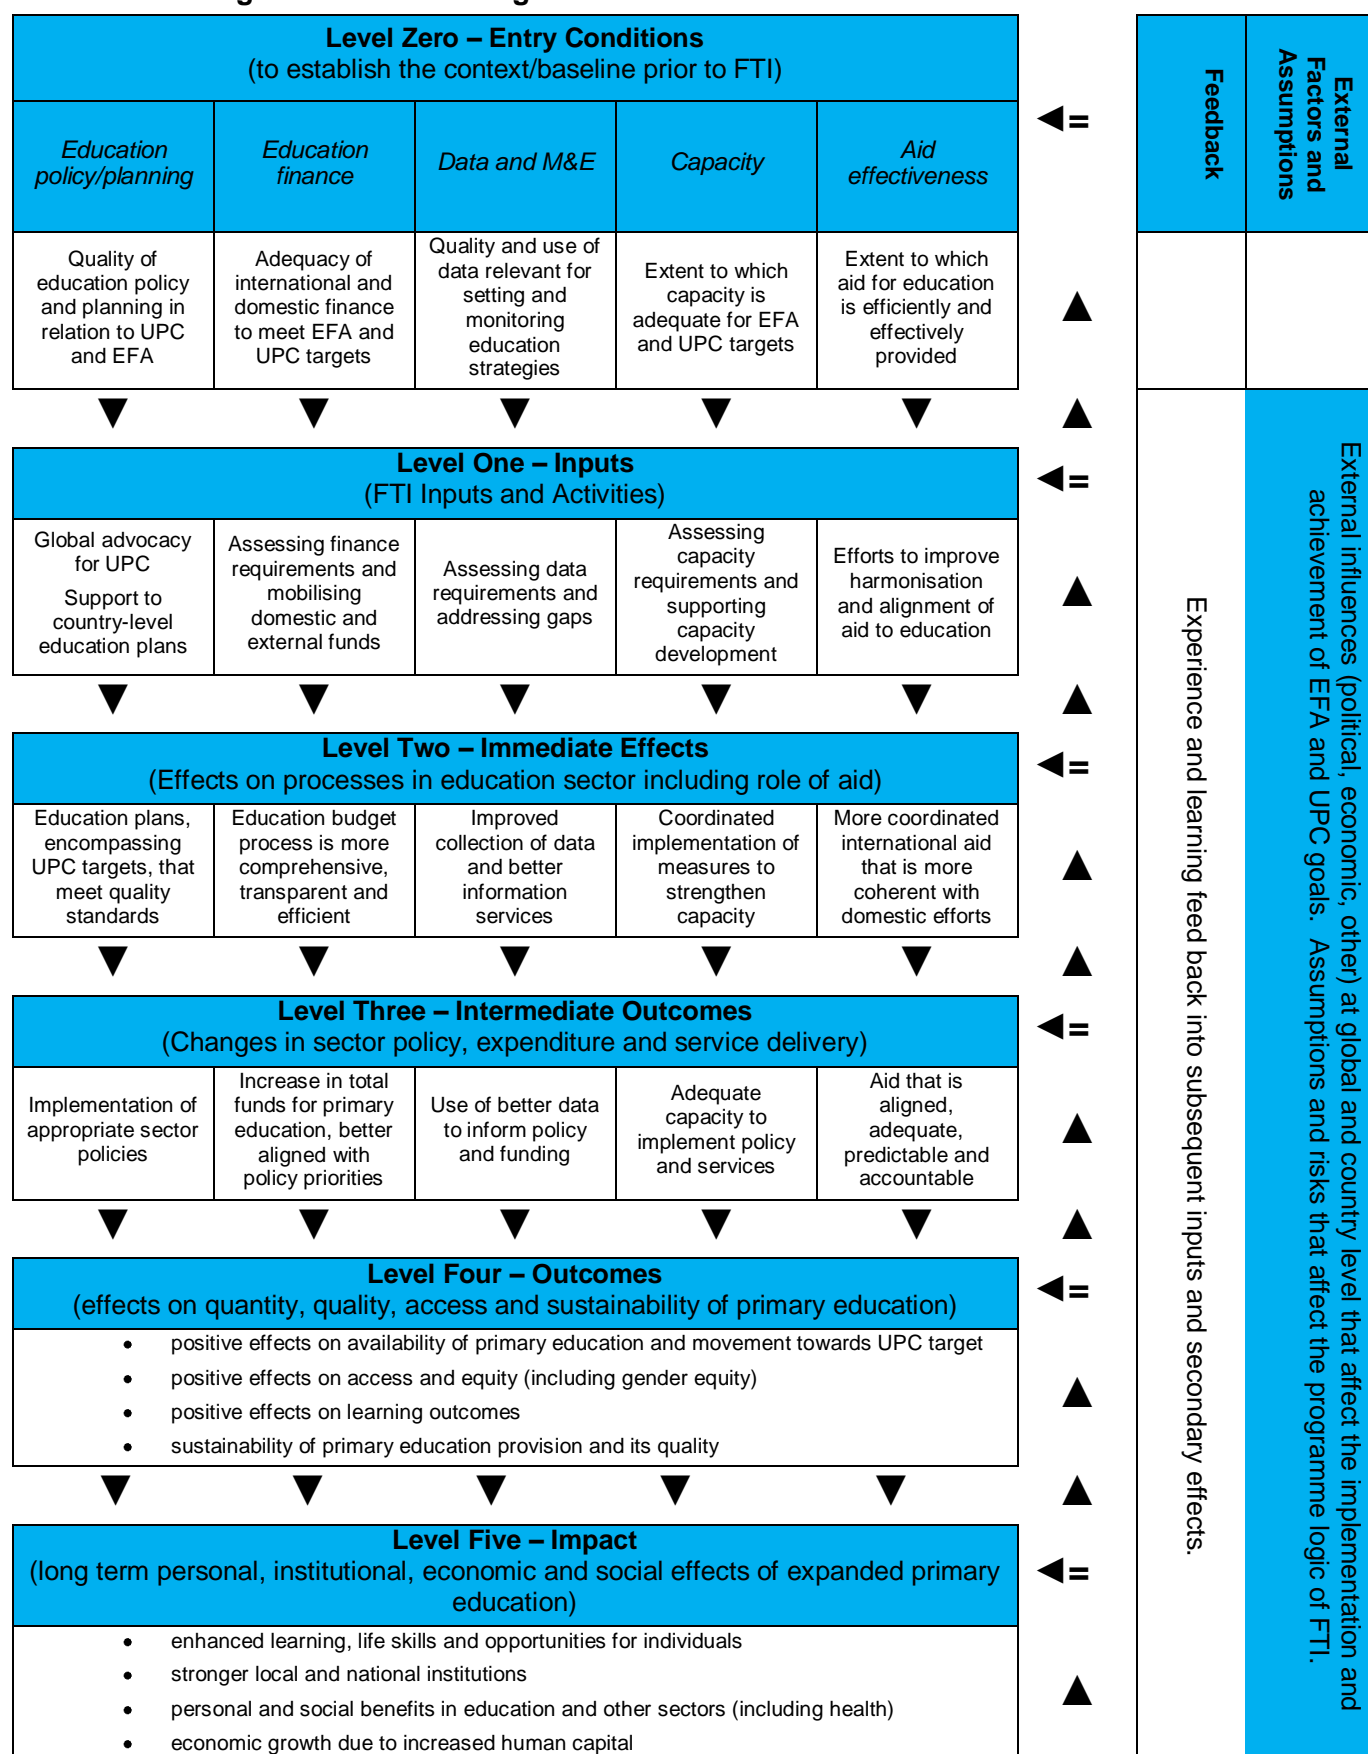 Level Zero – Entry Conditions
(to establish the context/baseline prior to FTI)
Education
policy/planning
Education
finance
Data and M&E
Capacity
Aid
effectiveness
Quality of
education policy
and planning in
relation to UPC
and EFA
Adequacy of
international and
domestic finance
to meet EFA and
UPC targets
Quality and use of
data relevant for
setting and
monitoring
education
strategies
Extent to which
capacity is
adequate for EFA
and UPC targets
Extent to which
aid for education
is efficiently and
effectively
provided
Level One – Inputs
(FTI Inputs and Activities)
Global advocacy
for UPC
Support to
country-level
education plans
Assessing finance
requirements and
mobilising
domestic and
external funds
Assessing data
requirements and
addressing gaps
Assessing
capacity
requirements and
supporting
capacity
development
Efforts to improve
harmonisation
and alignment of
aid to education
Level Two – Immediate Effects
(Effects on processes in education sector including role of aid)
Education plans,
encompassing
UPC targets, that
meet quality
standards
Education budget
process is more
comprehensive,
transparent and
efficient
Improved
collection of data
and better
information
services
Coordinated
implementation of
measures to
strengthen
capacity
More coordinated
international aid
that is more
coherent with
domestic efforts
Level Three – Intermediate Outcomes
(Changes in sector policy, expenditure and service delivery)
Implementation of
appropriate sector
policies
Increase in total
funds for primary
education, better
aligned with
policy priorities
Use of better data
to inform policy
and funding
Adequate
capacity to
implement policy
and services
Aid that is
aligned,
adequate,
predictable and
accountable
Level Four – Outcomes
(effects on quantity, quality, access and sustainability of primary education)
• positive effects on availability of primary education and movement towards UPC target
• positive effects on access and equity (including gender equity)
• positive effects on learning outcomes
• sustainability of primary education provision and its quality
Level Five – Impact
(long term personal, institutional, economic and social effects of expanded primary
education)
• enhanced learning, life skills and opportunities for individuals
• stronger local and national institutions
• personal and social benefits in education and other sectors (including health)
• economic growth due to increased human capital
Feedback
Experience and learning feed back into subsequent inputs and secondary effects.
External
Factors and
Assumptions
External influences (political, economic, other) at global and country level that affect the implementation and
achievement of EFA and UPC goals. Assumptions and risks that affect the programme logic of FTI.